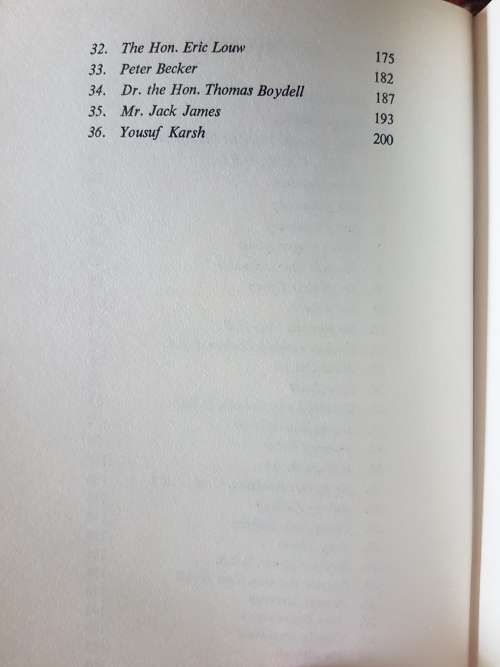 32. The Hon. Eric Louw 175
33. Peter Becker 182
34. Dr. the Hon. Thomas Boydell 187
35. Mr. Jack James 193
36. Yousuf Karsh 200